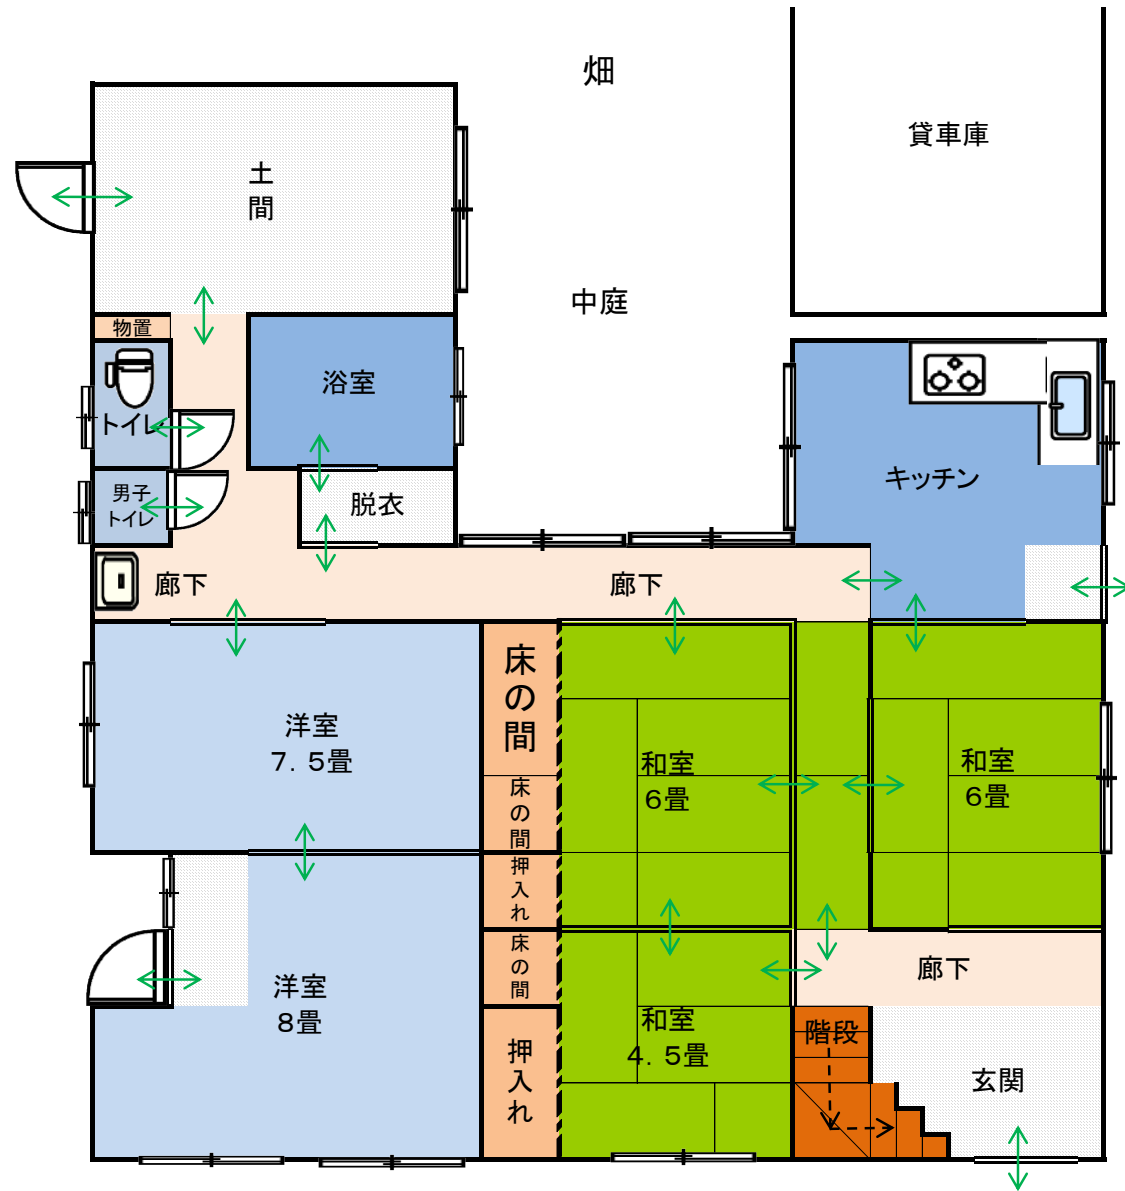 畑
貸車庫
土
間
中庭
物置
浴室
トイレ
キッチン
男子
トイレ
脱衣
廊下
廊下
床の間
洋室
7.5畳
和室
6畳
和室
6畳
床の間
押入れ
床の間
廊下
洋室
8畳
和室
4.5畳
階段
押入れ
玄関